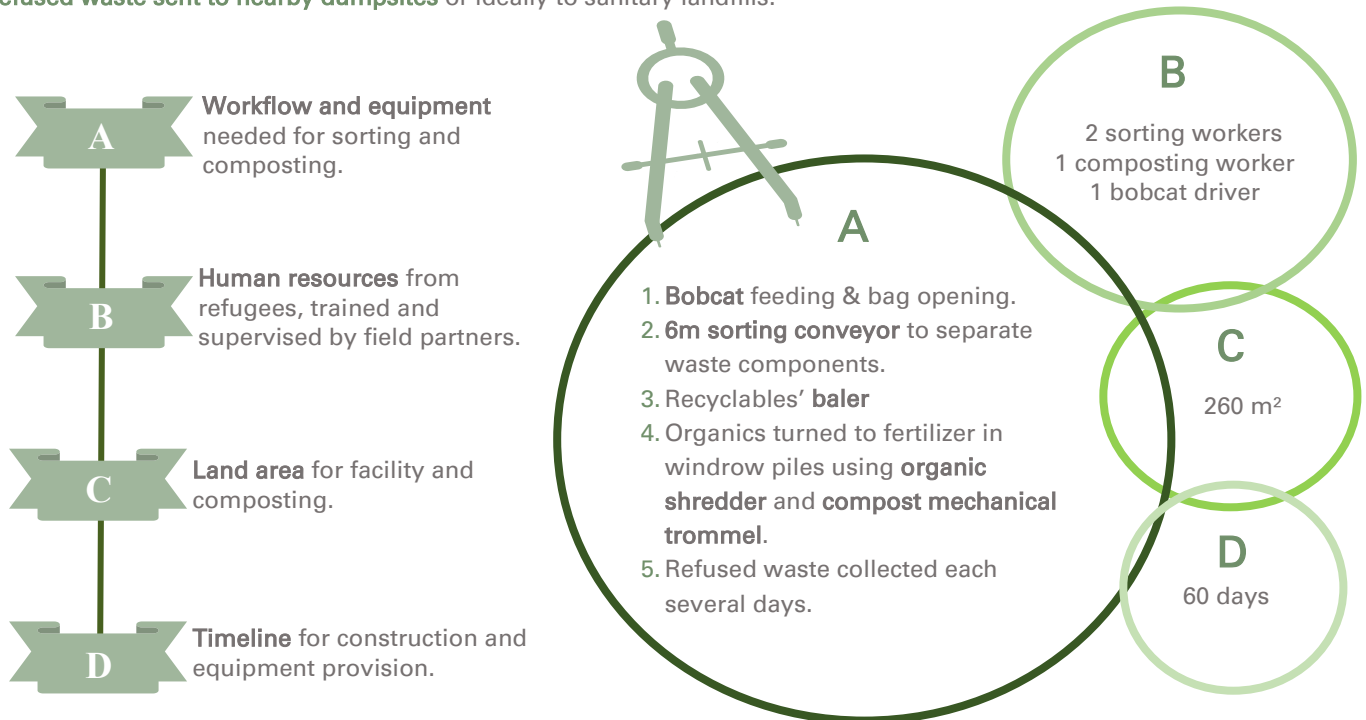 refused waste sent to nearby dumpsites or ideally to sanitary landfills.
A
Workflow and equipment
needed for sorting and
composting.
B
Human resources from
refugees, trained and
supervised by field partners.
C
Land area for facility and
composting.
D
Timeline for construction and
equipment provision.
A
1. Bobcat feeding & bag opening.
2. 6m sorting conveyor to separate
waste components.
3. Recyclables’ baler
4. Organics turned to fertilizer in
windrow piles using organic
shredder and compost mechanical
trommel.
5. Refused waste collected each
several days.
B
2 sorting workers
1 composting worker
1 bobcat driver
C
260 m²
D
60 days